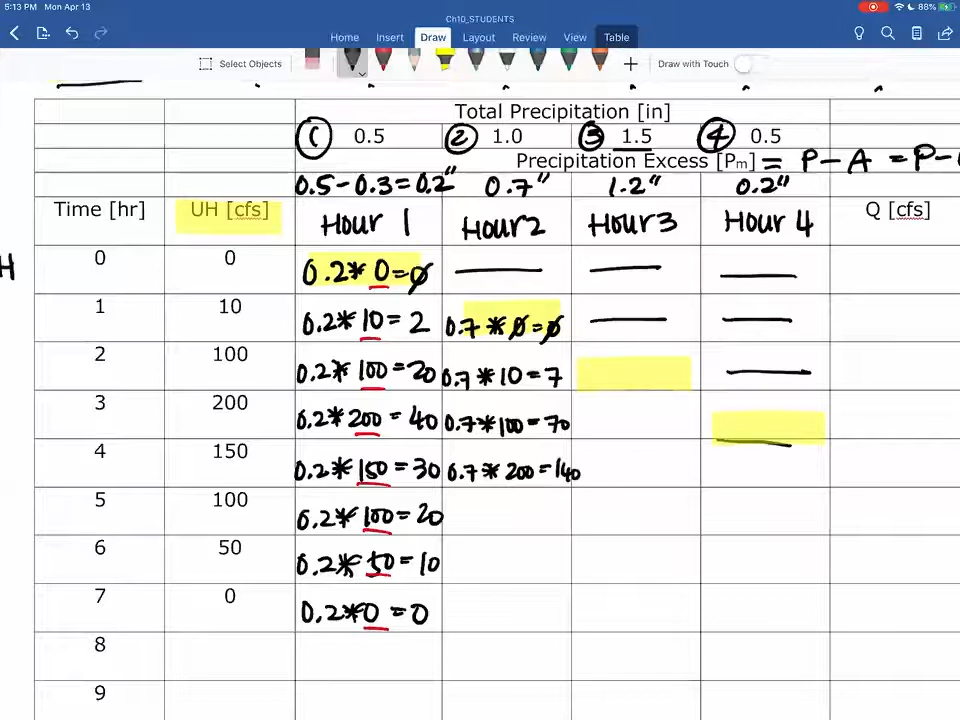 5:13 PM Mon Apr 13 88%
Ch10_STUDENTS
Home Insert Draw Layout Review View Table
Select Objects Draw with Touch
Total Precipitation [in]
① 0.5 ② 1.0 ③ 1.5 ④ 0.5
Precipitation Excess [Pm] = P - A = P -
0.5 - 0.3 = 0.2" 0.7" 1.2" 0.2"
Time [hr] UH [cfs] Hour 1 Hour 2 Hour 3 Hour 4 Q [cfs]
H 0 0 0.2 * 0 = ∅ — — —
1 10 0.2 * 10 = 2 0.7 * ∅ = ∅ — —
2 100 0.2 * 100 = 20 0.7 * 10 = 7 —
3 200 0.2 * 200 = 40 0.7 * 100 = 70
4 150 0.2 * 150 = 30 0.7 * 200 = 140
5 100 0.2 * 100 = 20
6 50 0.2 * 50 = 10
7 0 0.2 * 0 = 0
8
9